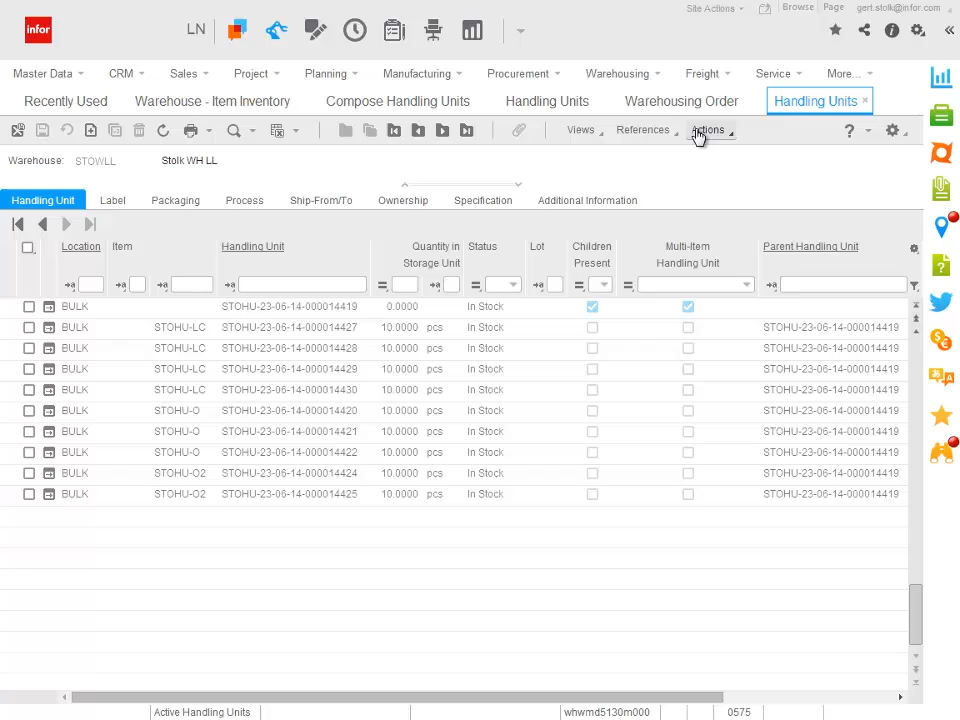 Site Actions
Browse
Page
gert.stolk@infor.com
infor
LN
Master Data
CRM
Sales
Project
Planning
Manufacturing
Procurement
Warehousing
Freight
Service
More...
Recently Used
Warehouse - Item Inventory
Compose Handling Units
Handling Units
Warehousing Order
Handling Units
Views
References
Actions
Warehouse: STOWLL Stolk WH LL
Handling Unit
Label
Packaging
Process
Ship-From/To
Ownership
Specification
Additional Information
Location
Item
Handling Unit
Quantity in
Storage Unit
Status
Lot
Children
Present
Multi-Item
Handling Unit
Parent Handling Unit
BULK STOHU-23-06-14-000014419 0.0000 In Stock
BULK STOHU-LC STOHU-23-06-14-000014427 10.0000 pcs In Stock STOHU-23-06-14-000014419
BULK STOHU-LC STOHU-23-06-14-000014428 10.0000 pcs In Stock STOHU-23-06-14-000014419
BULK STOHU-LC STOHU-23-06-14-000014429 10.0000 pcs In Stock STOHU-23-06-14-000014419
BULK STOHU-LC STOHU-23-06-14-000014430 10.0000 pcs In Stock STOHU-23-06-14-000014419
BULK STOHU-O STOHU-23-06-14-000014420 10.0000 pcs In Stock STOHU-23-06-14-000014419
BULK STOHU-O STOHU-23-06-14-000014421 10.0000 pcs In Stock STOHU-23-06-14-000014419
BULK STOHU-O STOHU-23-06-14-000014422 10.0000 pcs In Stock STOHU-23-06-14-000014419
BULK STOHU-O2 STOHU-23-06-14-000014424 10.0000 pcs In Stock STOHU-23-06-14-000014419
BULK STOHU-O2 STOHU-23-06-14-000014425 10.0000 pcs In Stock STOHU-23-06-14-000014419
Active Handling Units
whwmd5130m000
0575